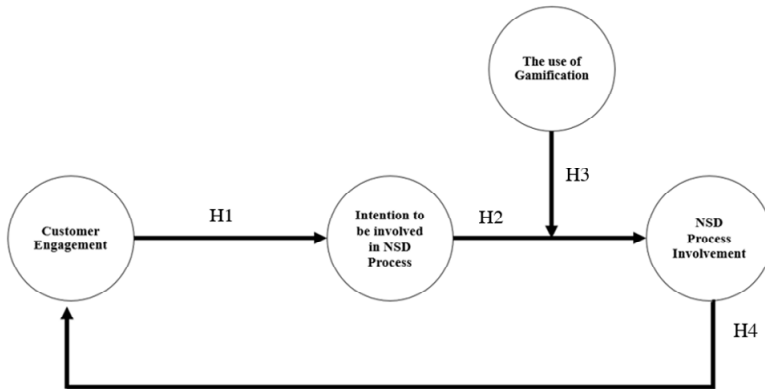 The use of
Gamification
H3
H1
H2
Customer
Engagement
Intention to
be involved
in NSD
Process
NSD
Process
Involvement
H4